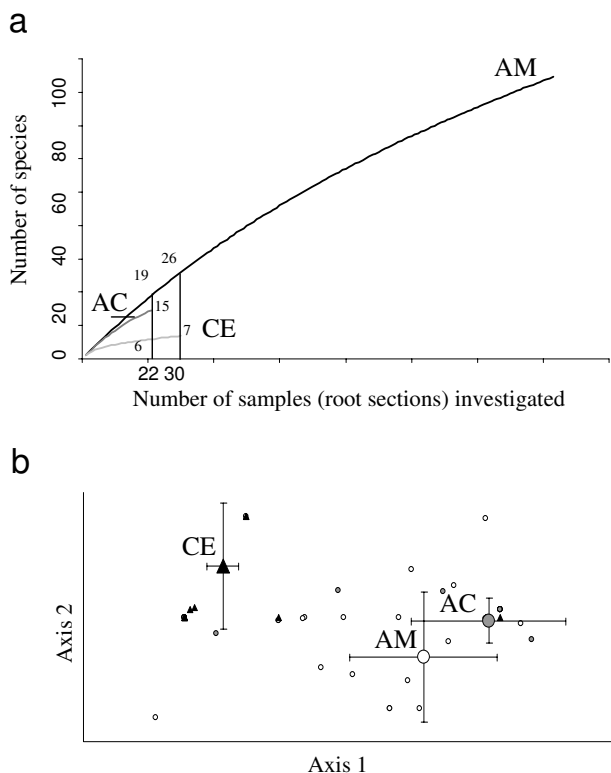 a
Number of species
0 20 40 60 80 100
AM
AC
CE
19
26
15
6
7
22 30
Number of samples (root sections) investigated
b
CE
AC
AM
Axis 2
Axis 1